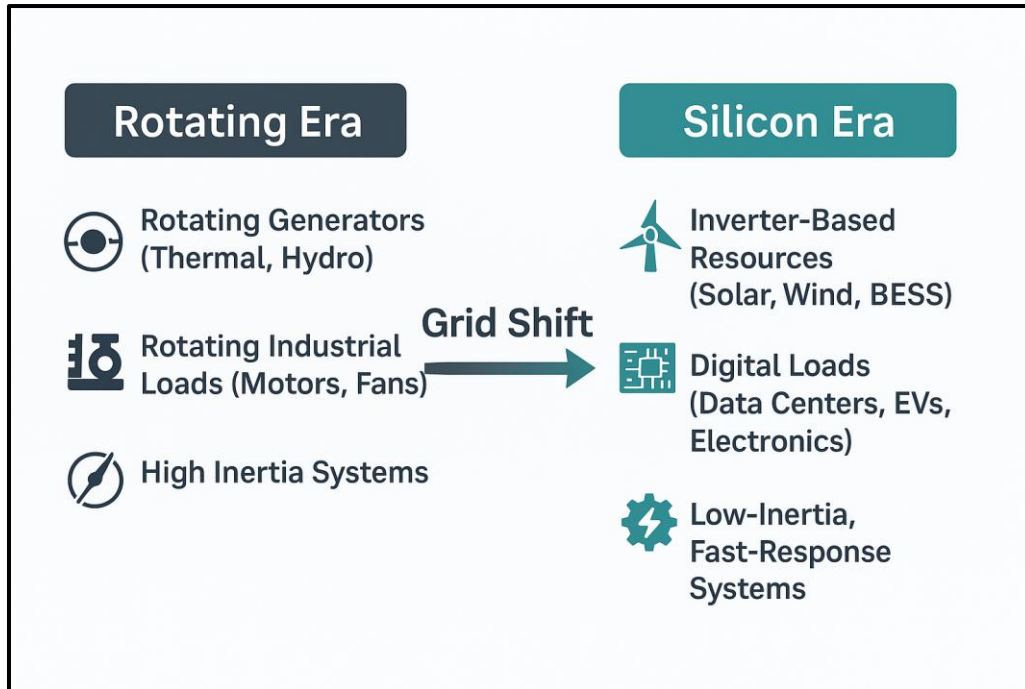 Rotating Era
Rotating Generators
(Thermal, Hydro)
Rotating Industrial
Loads (Motors, Fans)
High Inertia Systems
Grid Shift
Silicon Era
Inverter-Based
Resources
(Solar, Wind, BESS)
Digital Loads
(Data Centers, EVs,
Electronics)
Low-Inertia,
Fast-Response
Systems